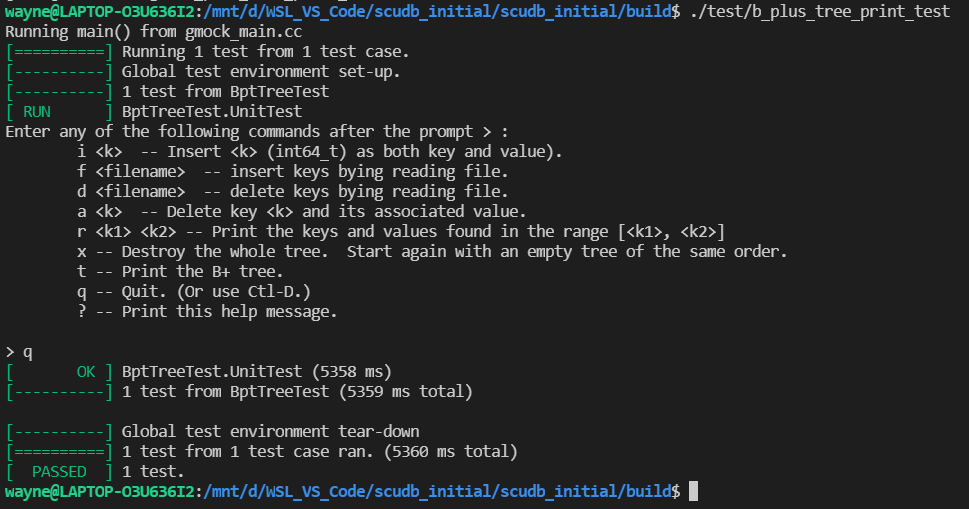 wayne@LAPTOP-O3U636I2:/mnt/d/WSL_VS_Code/scudb_initial/scudb_initial/build$ ./test/b_plus_tree_print_test
Running main() from gmock_main.cc
[==========] Running 1 test from 1 test case.
[----------] Global test environment set-up.
[----------] 1 test from BptTreeTest
[ RUN      ] BptTreeTest.UnitTest
Enter any of the following commands after the prompt > :
        i <k>  -- Insert <k> (int64_t) as both key and value).
        f <filename>  -- insert keys bying reading file.
        d <filename>  -- delete keys bying reading file.
        a <k>  -- Delete key <k> and its associated value.
        r <k1> <k2> -- Print the keys and values found in the range [<k1>, <k2>]
        x -- Destroy the whole tree.  Start again with an empty tree of the same order.
        t -- Print the B+ tree.
        q -- Quit. (Or use Ctl-D.)
        ? -- Print this help message.
> q
[       OK ] BptTreeTest.UnitTest (5358 ms)
[----------] 1 test from BptTreeTest (5359 ms total)
[----------] Global test environment tear-down
[==========] 1 test from 1 test case ran. (5360 ms total)
[  PASSED  ] 1 test.
wayne@LAPTOP-O3U636I2:/mnt/d/WSL_VS_Code/scudb_initial/scudb_initial/build$